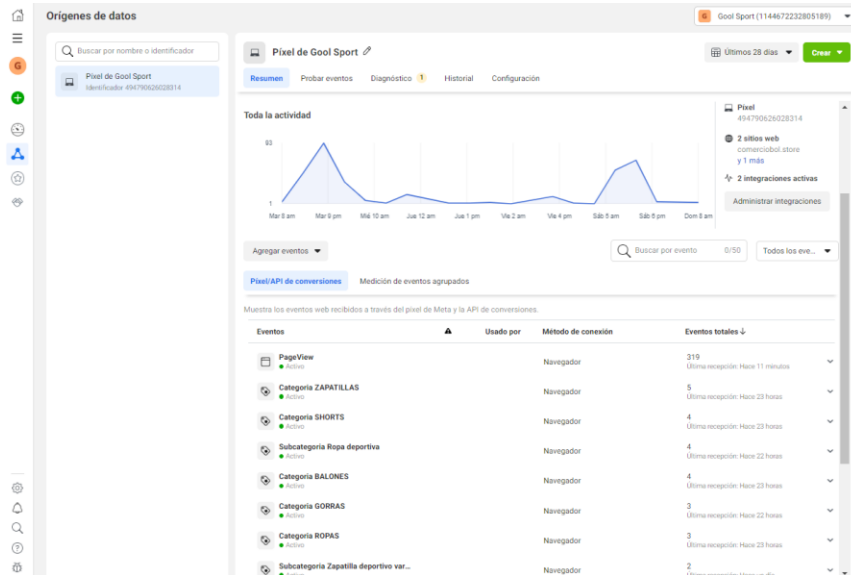 Orígenes de datos
G Gool Sport (1144672232805189)
G
Buscar por nombre o identificador
Píxel de Gool Sport
Identificador 494790626028314
Píxel de Gool Sport
Últimos 28 días
Crear
Resumen Probar eventos Diagnóstico 1 Historial Configuración
Toda la actividad
93
1
Mar 8 am Mar 9 pm Mié 10 am Jue 12 am Jue 1 pm Vie 2 am Vie 4 pm Sáb 5 am Sáb 6 pm Dom 8 am
Píxel
494790626028314
2 sitios web
comerciobol.store
y 1 más
2 integraciones activas
Administrar integraciones
Agregar eventos
Buscar por evento 0/50
Todos los eve...
Píxel/API de conversiones Medición de eventos agrupados
Muestra los eventos web recibidos a través del píxel de Meta y la API de conversiones.
Eventos Usado por Método de conexión Eventos totales ↓
PageView Navegador 319
Activo Última recepción: Hace 11 minutos
Categoria ZAPATILLAS Navegador 5
Activo Última recepción: Hace 23 horas
Categoria SHORTS Navegador 4
Activo Última recepción: Hace 23 horas
Subcategoria Ropa deportiva Navegador 4
Activo Última recepción: Hace 22 horas
Categoria BALONES Navegador 4
Activo Última recepción: Hace 23 horas
Categoria GORRAS Navegador 3
Activo Última recepción: Hace 22 horas
Categoria ROPAS Navegador 3
Activo Última recepción: Hace 23 horas
Subcategoria Zapatilla deportivo var... Navegador 2